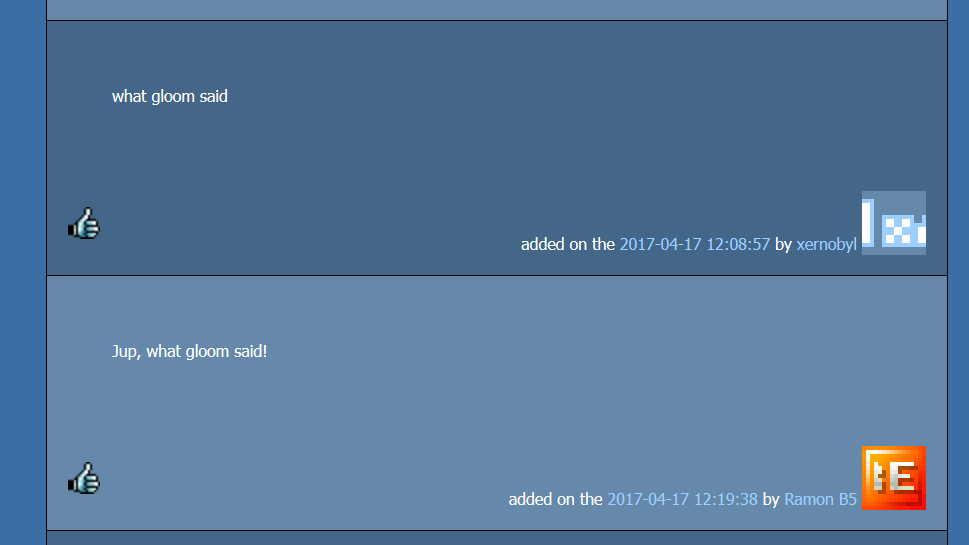 what gloom said
added on the 2017-04-17 12:08:57 by xernobyl
Jup, what gloom said!
added on the 2017-04-17 12:19:38 by Ramon B5